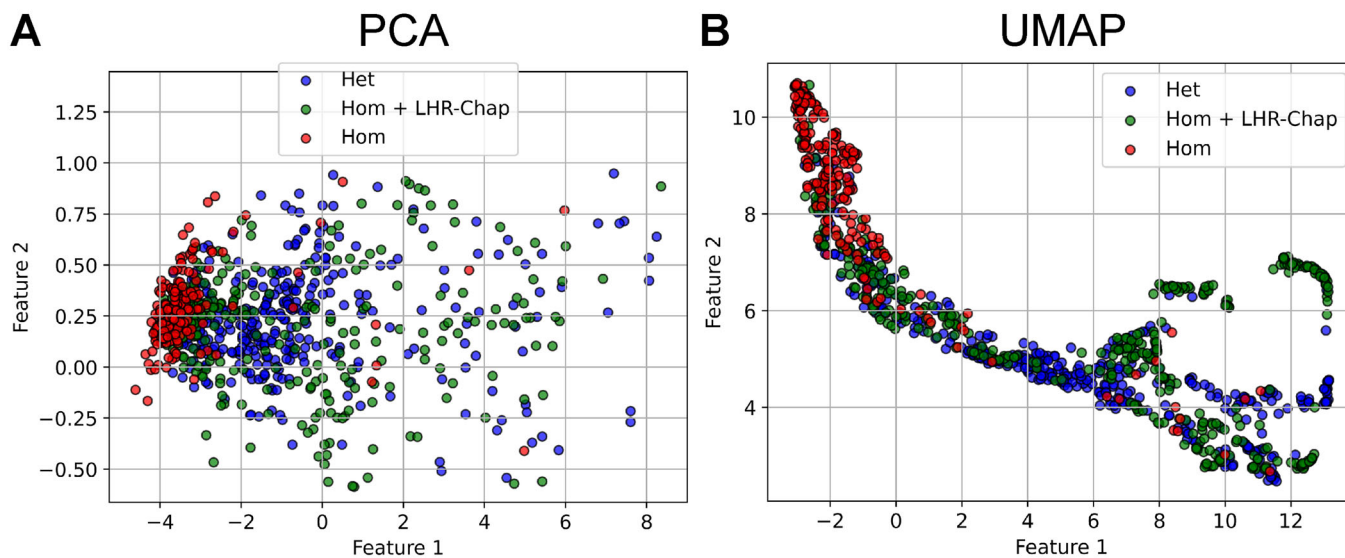 A
PCA
Het
Hom + LHR-Chap
Hom
1.25
1.00
0.75
0.50
0.25
0.00
−0.25
−0.50
Feature 2
−4
−2
0
2
4
6
8
Feature 1
B
UMAP
Het
Hom + LHR-Chap
Hom
10
8
6
4
Feature 2
−2
0
2
4
6
8
10
12
Feature 1